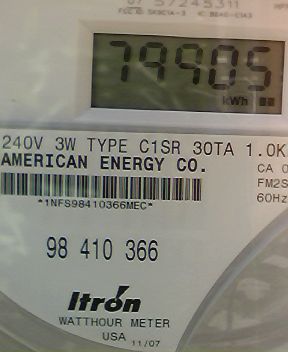 57245311
79905
kWh
240V 3W TYPE C1SR 30TA 1.0K
AMERICAN ENERGY CO.
CA 0
FM2S
60Hz
*1NFS98410366MEC*
98 410 366
Itron
WATTHOUR METER
USA 11/07